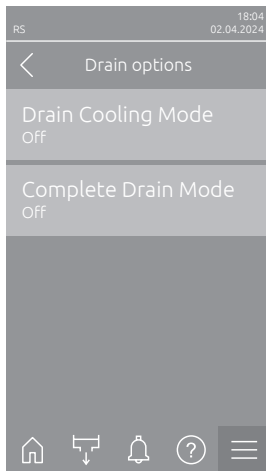 18:04
RS 02.04.2024
Drain options
Drain Cooling Mode
Off
Complete Drain Mode
Off
?